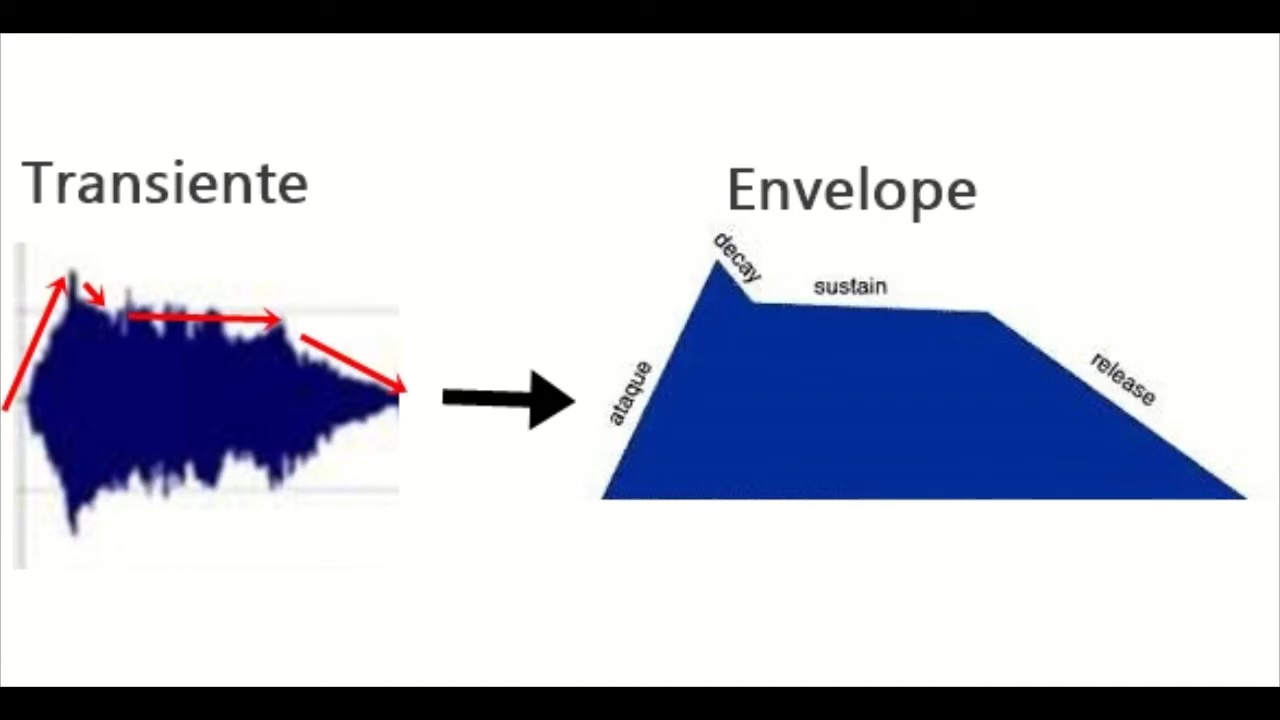 Transiente
Envelope
decay
sustain
ataque
release